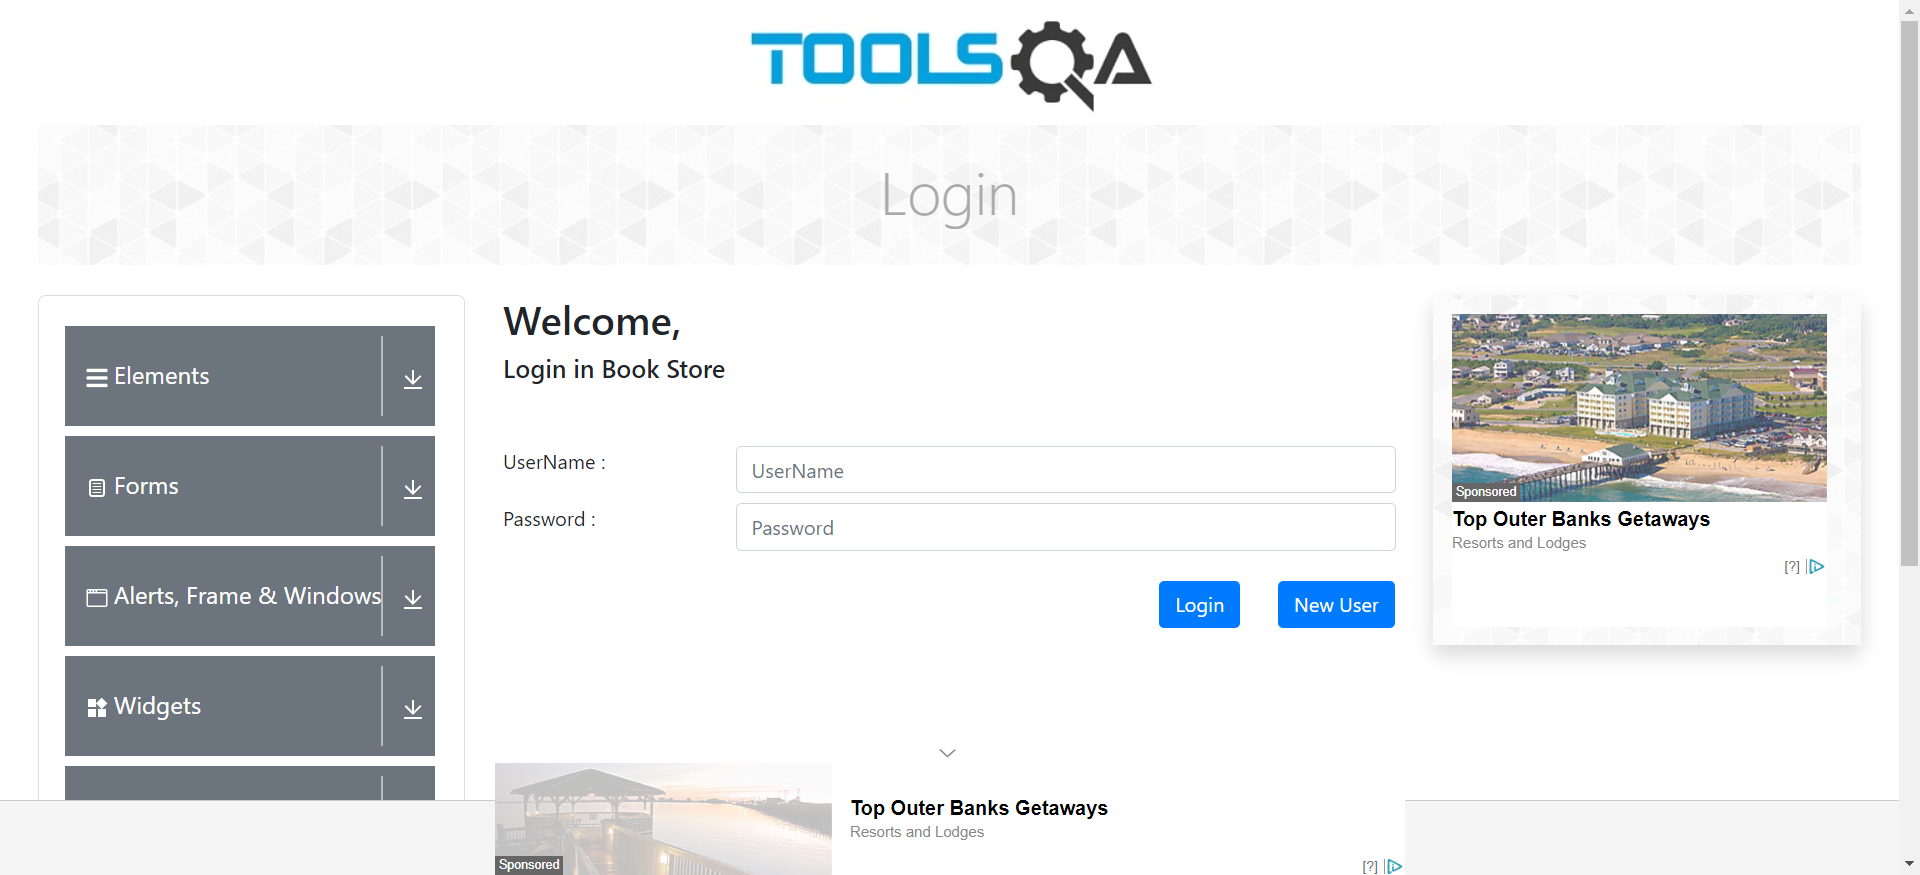 TOOLSQA
Login
Elements
Forms
Alerts, Frame & Windows
Widgets
Welcome,
Login in Book Store
UserName :
UserName
Password :
Password
Login
New User
Sponsored
Top Outer Banks Getaways
Resorts and Lodges
[?]
Sponsored
Top Outer Banks Getaways
Resorts and Lodges
[?]